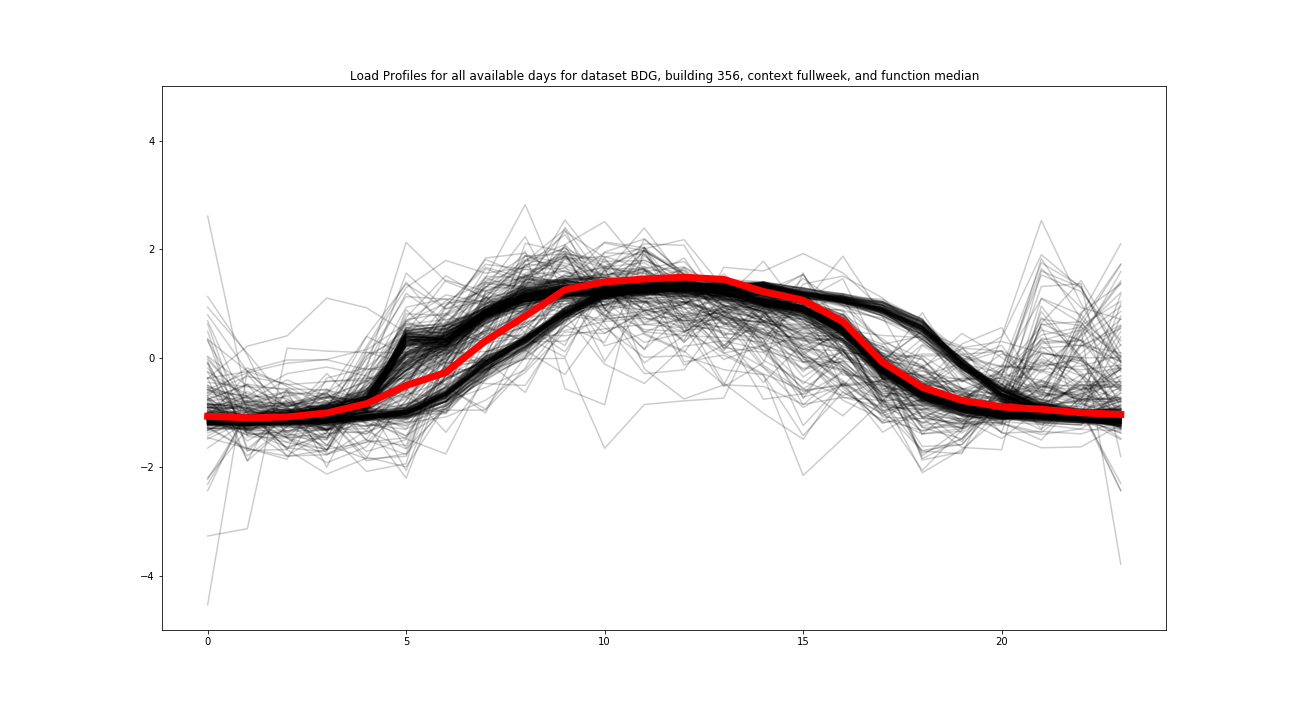 Load Profiles for all available days for dataset BDG, building 356, context fullweek, and function median
4
2
0
−2
−4
0 5 10 15 20